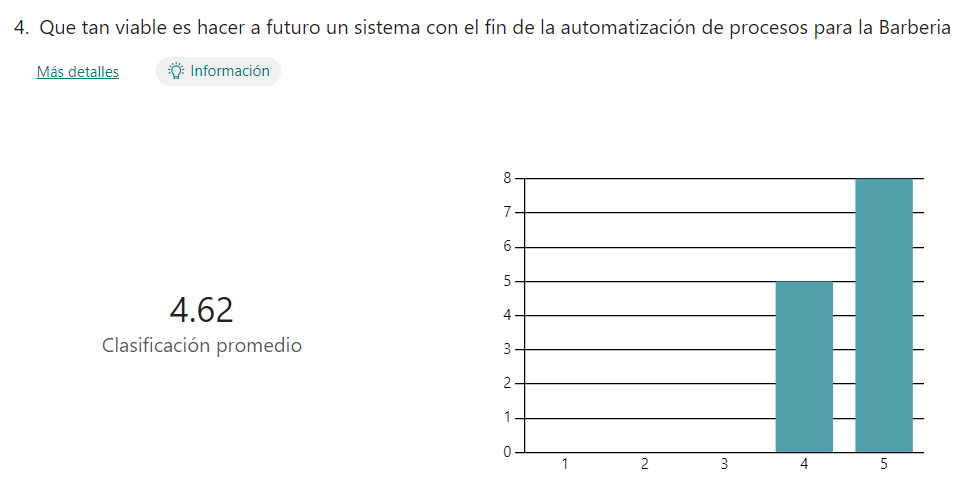 4. Que tan viable es hacer a futuro un sistema con el fin de la automatización de procesos para la Barberia
Más detalles
Información
4.62
Clasificación promedio
8
7
6
5
4
3
2
1
0
1 2 3 4 5